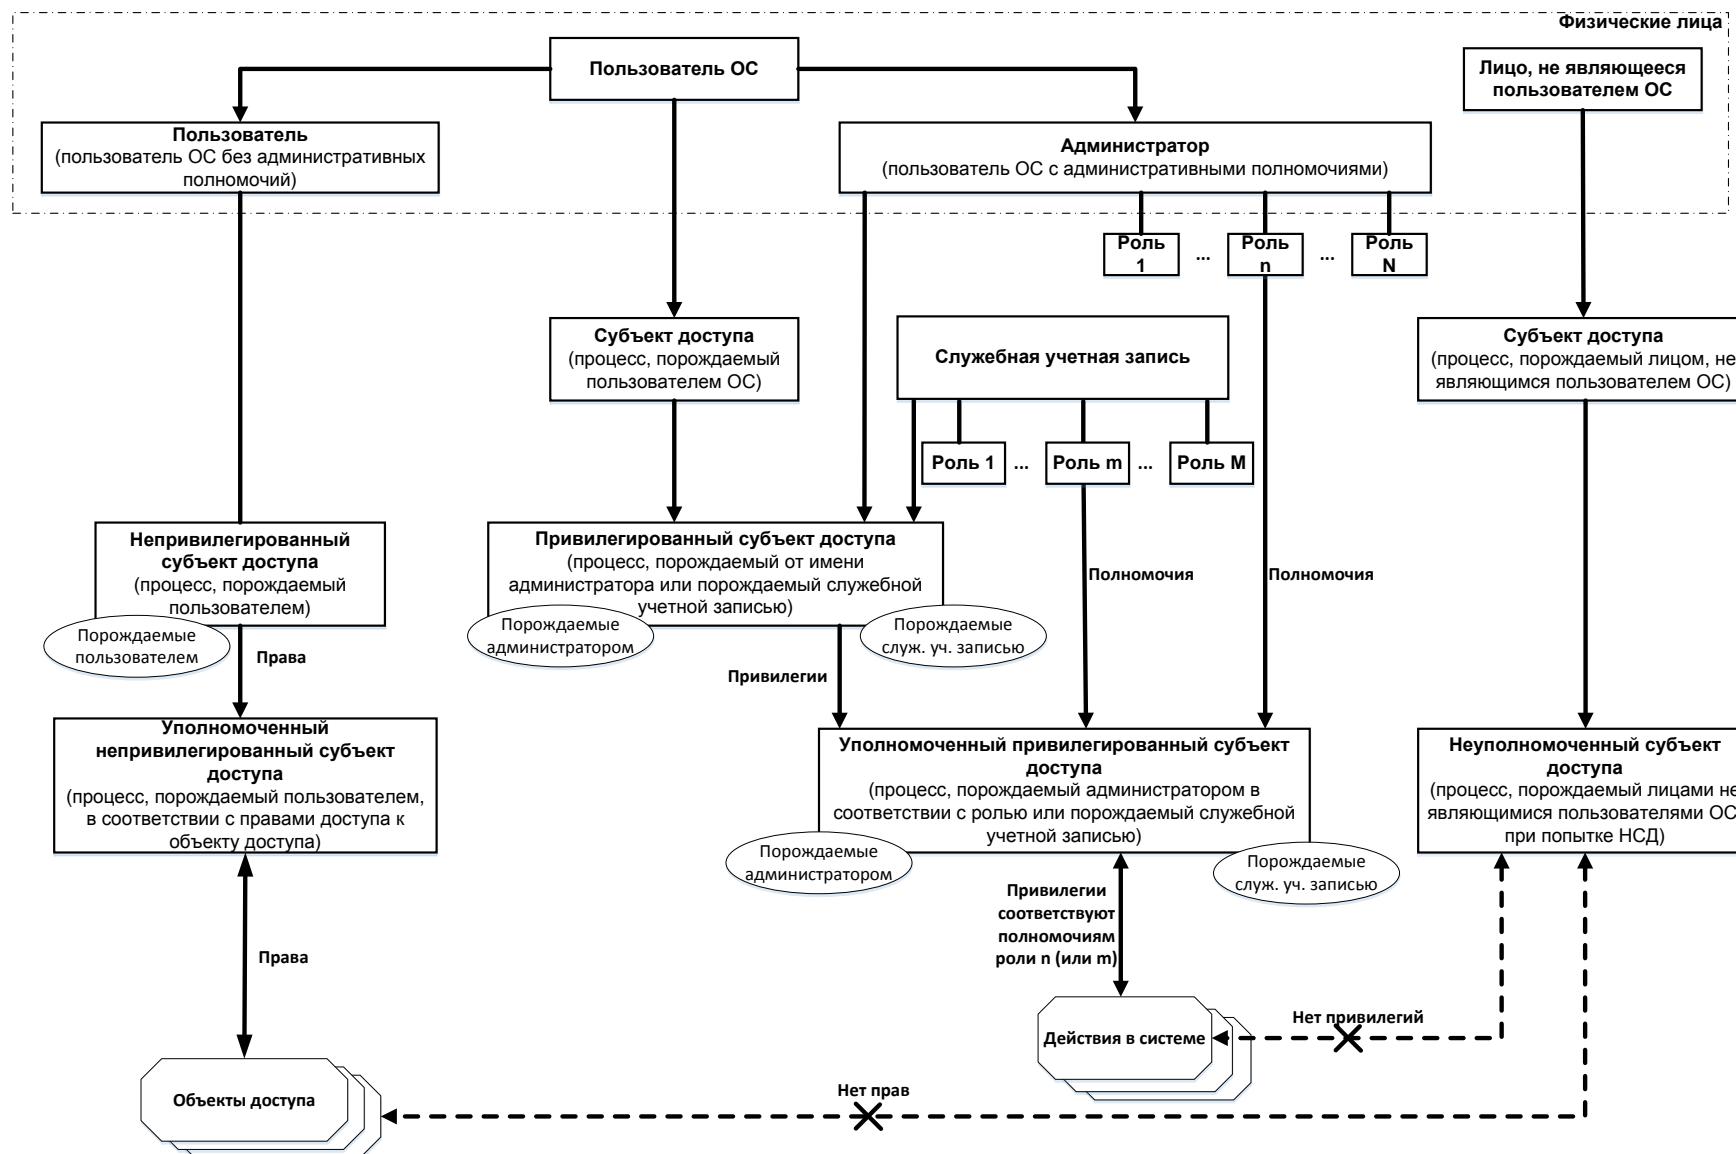 Физические лица
Пользователь ОС
Лицо, не являющееся
пользователем ОС
Пользователь
(пользователь ОС без административных
полномочий)
Администратор
(пользователь ОС с административными полномочиями)
Роль
1
...
Роль
n
...
Роль
N
Субъект доступа
(процесс, порождаемый
пользователем ОС)
Служебная учетная запись
Субъект доступа
(процесс, порождаемый лицом, не
являющимся пользователем ОС)
Роль 1
...
Роль m
...
Роль M
Непривилегированный
субъект доступа
(процесс, порождаемый
пользователем)
Порождаемые
пользователем
Права
Привилегированный субъект доступа
(процесс, порождаемый от имени
администратора или порождаемый служебной
учетной записью)
Порождаемые
администратором
Порождаемые
служ. уч. записью
Полномочия
Полномочия
Привилегии
Уполномоченный
непривилегированный субъект
доступа
(процесс, порождаемый пользователем,
в соответствии с правами доступа к
объекту доступа)
Уполномоченный привилегированный субъект
доступа
(процесс, порождаемый администратором в
соответствии с ролью или порождаемый служебной
учетной записью)
Порождаемые
администратором
Порождаемые
служ. уч. записью
Неуполномоченный субъект
доступа
(процесс, порождаемый лицами не
являющимися пользователями ОС
при попытке НСД)
Права
Привилегии
соответствуют
полномочиям
роли n (или m)
Действия в системе
Нет привилегий
Объекты доступа
Нет прав